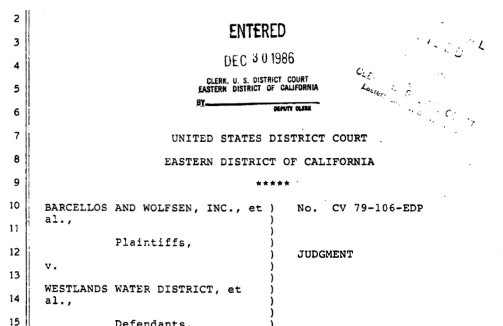 2
ENTERED
3
DEC 30 1986
4
CLERK, U. S. DISTRICT COURT
5 EASTERN DISTRICT OF CALIFORNIA
BY
6 DEPUTY CLERK
7 UNITED STATES DISTRICT COURT
8 EASTERN DISTRICT OF CALIFORNIA
9 *****
10 BARCELLOS AND WOLFSEN, INC., et ) No. CV 79-106-EDP
al., )
11 )
Plaintiffs, )
12 ) JUDGMENT
v. )
13 )
WESTLANDS WATER DISTRICT, et )
14 al., )
)
15 Defendants. )